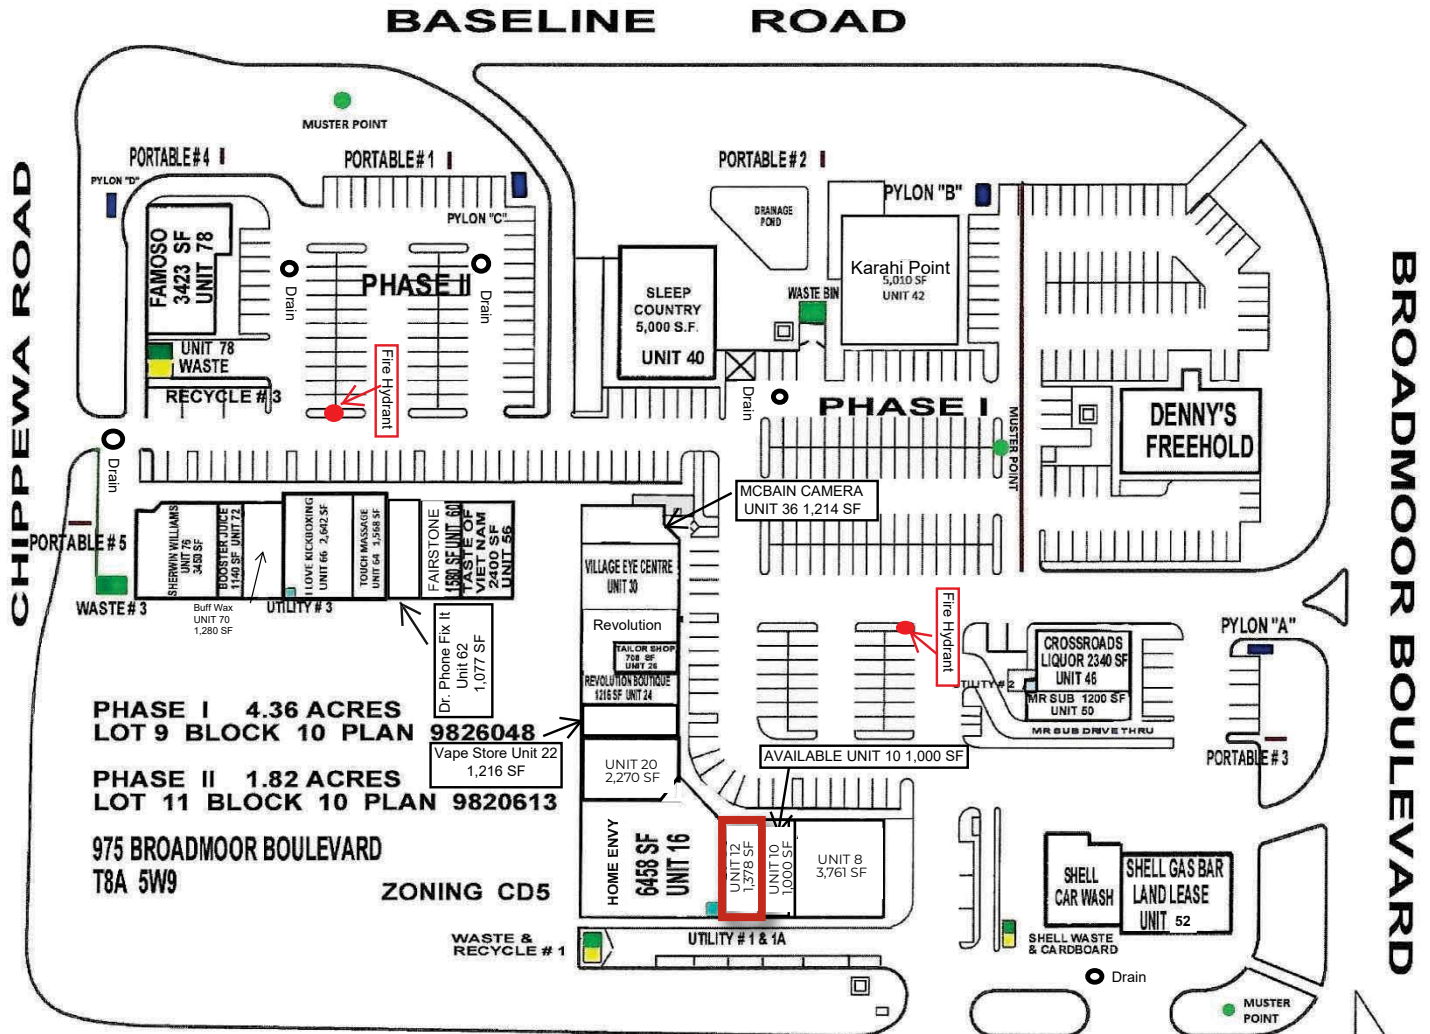 BASELINE ROAD
CHIPPEWA ROAD
BROADMOOR BOULEVARD
MUSTER POINT
PORTABLE # 4
PORTABLE # 1
PORTABLE # 2
PYLON "D"
PYLON "C"
PYLON "B"
FAMOSO
3423 SF
UNIT 78
Drain
PHASE II
Drain
Fire Hydrant
UNIT 78
WASTE
RECYCLE # 3
DRAINAGE
POND
SLEEP
COUNTRY
5,000 S.F.
UNIT 40
WASTE BIN
Karahi Point
5,010 SF
UNIT 42
Drain
PHASE I
MUSTER POINT
DENNY'S
FREEHOLD
Drain
PORTABLE # 5
WASTE # 3
SHERWIN WILLIAMS
UNIT 76
3450 SF
BOOSTER JUICE
1140 SF UNIT 72
Buff Wax
UNIT 70
1,280 SF
I LOVE KICKBOXING
UNIT 66 2,642 SF
UTILITY # 3
TOUCH MASSAGE
UNIT 64 1,568 SF
Dr. Phone Fix It
Unit 62
1,077 SF
FAIRSTONE
1580 SF UNIT 60
TASTE OF
VIET NAM
2400 SF
UNIT 56
MCBAIN CAMERA
UNIT 36 1,214 SF
VILLAGE EYE CENTRE
UNIT 30
Revolution
TAILOR SHOP
708 SF
UNIT 26
REVOLUTION BOUTIQUE
1216 SF UNIT 24
Vape Store Unit 22
1,216 SF
UNIT 20
2,270 SF
HOME ENVY
6458 SF
UNIT 16
UNIT 12
1,378 SF
AVAILABLE UNIT 10 1,000 SF
UNIT 10
1,000 SF
UNIT 8
3,761 SF
Fire Hydrant
UTILITY # 2
CROSSROADS
LIQUOR 2340 SF
UNIT 46
MR SUB 1200 SF
UNIT 50
MR SUB DRIVE THRU
PYLON "A"
PORTABLE # 3
PHASE I 4.36 ACRES
LOT 9 BLOCK 10 PLAN 9826048
PHASE II 1.82 ACRES
LOT 11 BLOCK 10 PLAN 9820613
975 BROADMOOR BOULEVARD
T8A 5W9
ZONING CD5
WASTE &
RECYCLE # 1
UTILITY # 1 & 1A
SHELL
CAR WASH
SHELL GAS BAR
LAND LEASE
UNIT 52
SHELL WASTE
& CARDBOARD
Drain
MUSTER
POINT